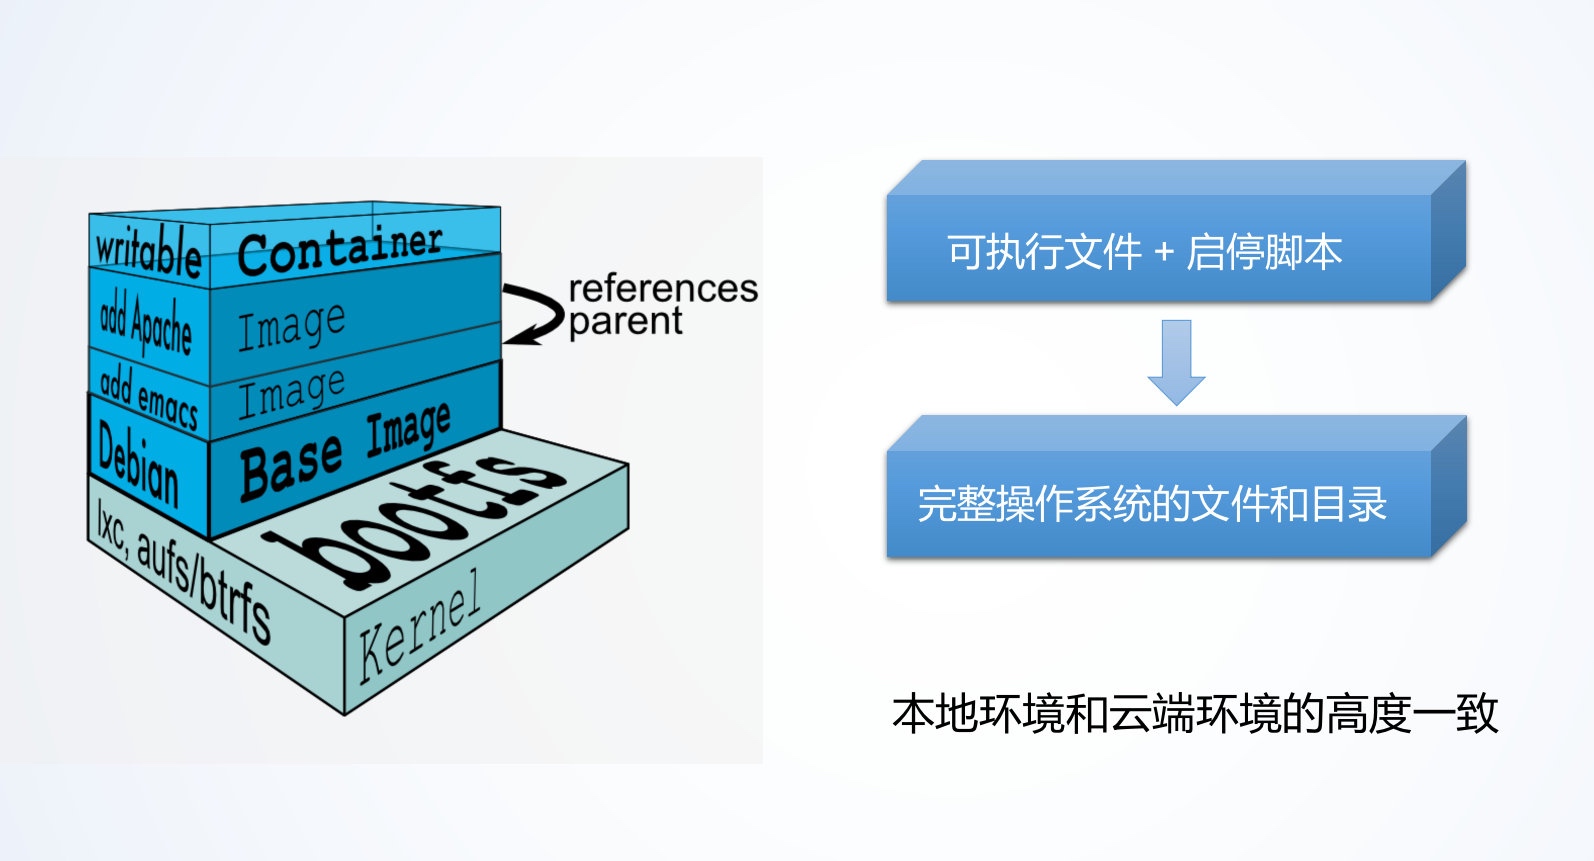 writable
Container
add Apache
Image
references
parent
add emacs
Image
Debian
Base Image
lxc, aufs/btrfs
bootfs
Kernel
可执行文件 + 启停脚本
完整操作系统的文件和目录
本地环境和云端环境的高度一致